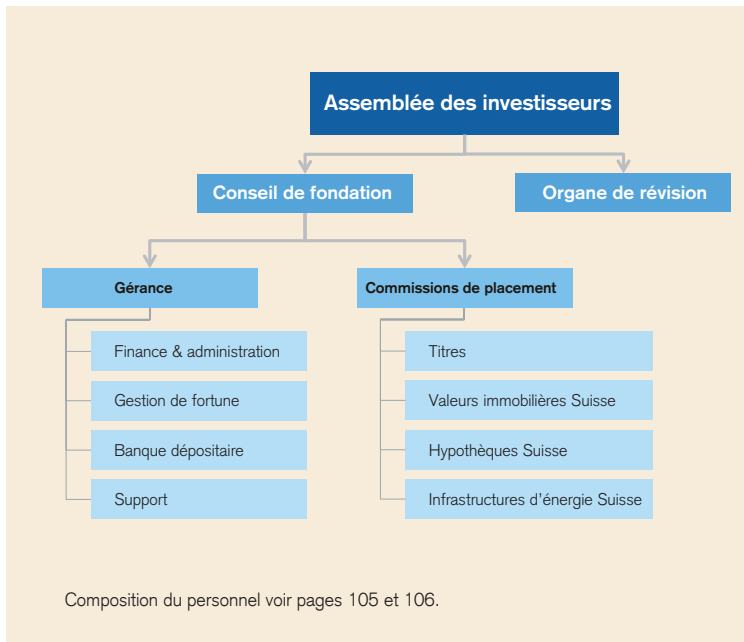 Assemblée des investisseurs
Conseil de fondation
Organe de révision
Gérance
Commissions de placement
Finance & administration
Gestion de fortune
Banque dépositaire
Support
Titres
Valeurs immobilières Suisse
Hypothèques Suisse
Infrastructures d’énergie Suisse
Composition du personnel voir pages 105 et 106.